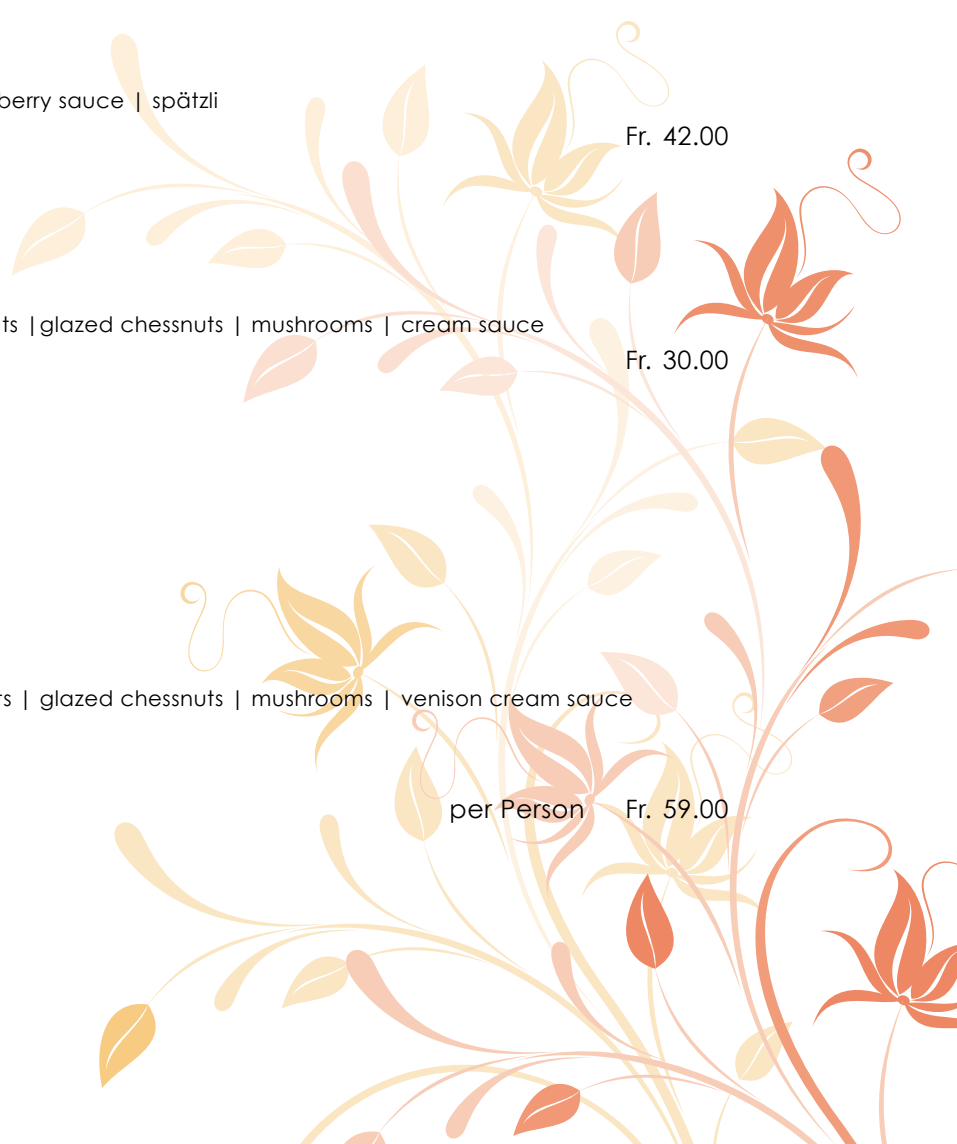 berry sauce | spätzli
Fr. 42.00
ts |glazed chessnuts | mushrooms | cream sauce
Fr. 30.00
ts | glazed chessnuts | mushrooms | venison cream sauce
per Person Fr. 59.00